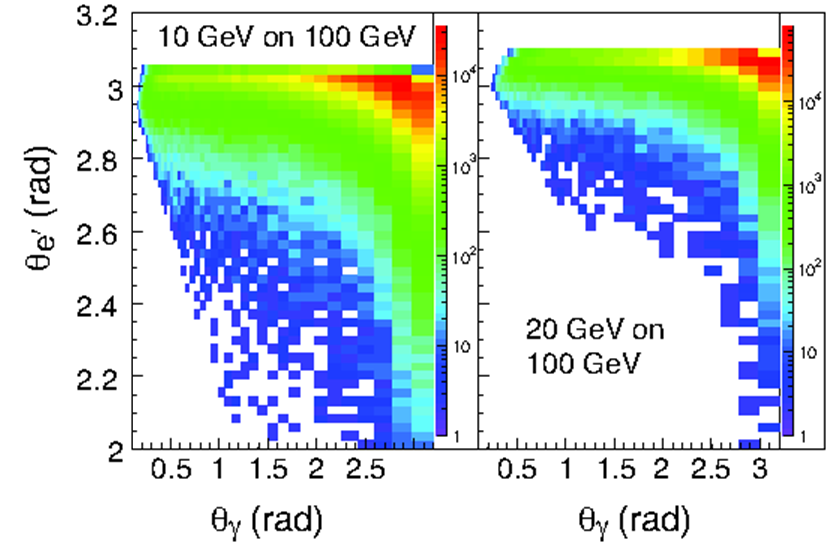 3.2
3
2.8
2.6
2.4
2.2
2
θe′ (rad)
10 GeV on 100 GeV
10⁴
10³
10²
10
1
0.5 1 1.5 2 2.5
θγ (rad)
20 GeV on
100 GeV
10⁴
10³
10²
10
1
0.5 1 1.5 2 2.5 3
θγ (rad)